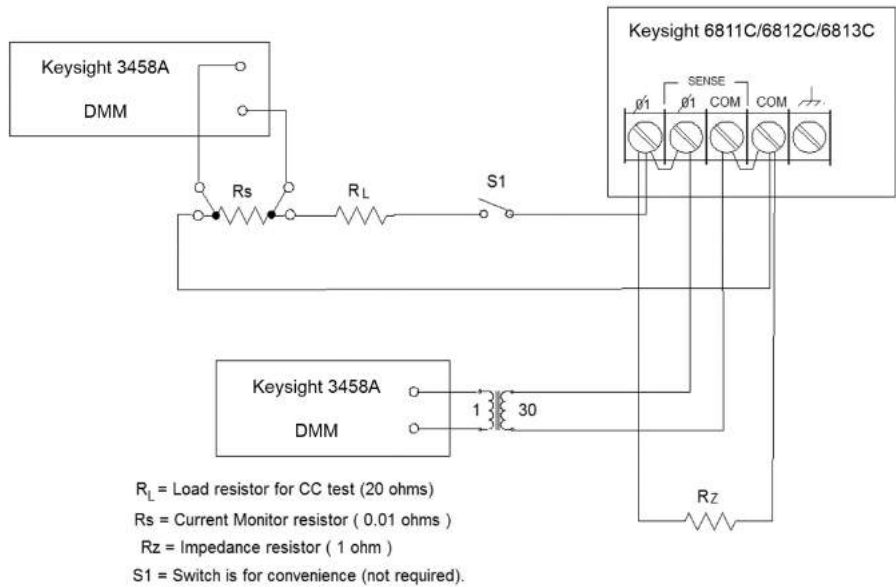 Keysight 6811C/6812C/6813C
SENSE
Ø1 Ø1 COM COM
Keysight 3458A
DMM
Rs
RL
S1
Keysight 3458A
DMM
1 30
RZ
RL = Load resistor for CC test (20 ohms)
Rs = Current Monitor resistor ( 0.01 ohms )
Rz = Impedance resistor ( 1 ohm )
S1 = Switch is for convenience (not required).